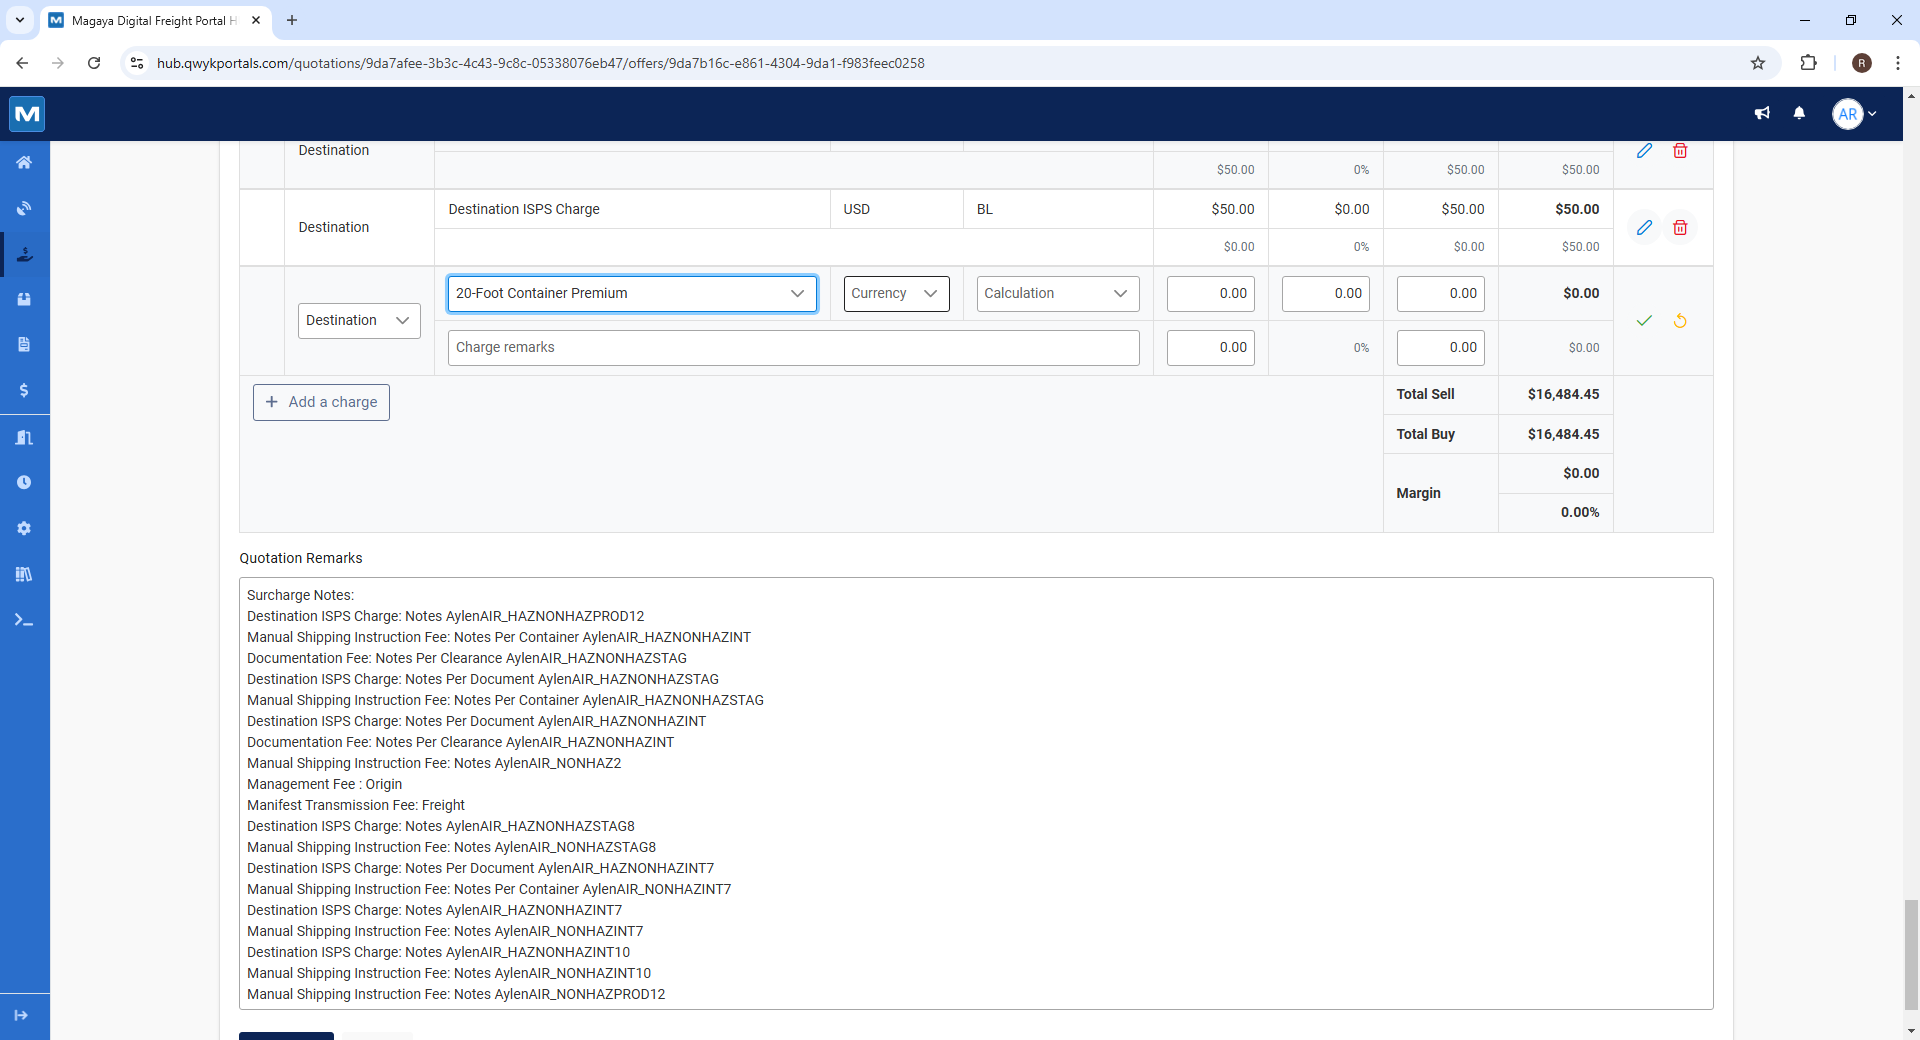 Magaya Digital Freight Portal H
hub.qwykportals.com/quotations/9da7afee-3b3c-4c43-9c8c-05338076eb47/offers/9da7b16c-e861-4304-9da1-f983feec0258
R
AR
Destination
$50.00 0% $50.00 $50.00
Destination Destination ISPS Charge USD BL $50.00 $0.00 $50.00 $50.00
$0.00 0% $0.00 $50.00
Destination 20-Foot Container Premium Currency Calculation 0.00 0.00 0.00 $0.00
Charge remarks 0.00 0% 0.00 $0.00
Add a charge
Total Sell $16,484.45
Total Buy $16,484.45
Margin $0.00
0.00%
Quotation Remarks
Surcharge Notes:
Destination ISPS Charge: Notes AylenAIR_HAZNONHAZPROD12
Manual Shipping Instruction Fee: Notes Per Container AylenAIR_HAZNONHAZINT
Documentation Fee: Notes Per Clearance AylenAIR_HAZNONHAZSTAG
Destination ISPS Charge: Notes Per Document AylenAIR_HAZNONHAZSTAG
Manual Shipping Instruction Fee: Notes Per Container AylenAIR_HAZNONHAZSTAG
Destination ISPS Charge: Notes Per Document AylenAIR_HAZNONHAZINT
Documentation Fee: Notes Per Clearance AylenAIR_HAZNONHAZINT
Manual Shipping Instruction Fee: Notes AylenAIR_NONHAZ2
Management Fee : Origin
Manifest Transmission Fee: Freight
Destination ISPS Charge: Notes AylenAIR_HAZNONHAZSTAG8
Manual Shipping Instruction Fee: Notes AylenAIR_NONHAZSTAG8
Destination ISPS Charge: Notes Per Document AylenAIR_HAZNONHAZINT7
Manual Shipping Instruction Fee: Notes Per Container AylenAIR_NONHAZINT7
Destination ISPS Charge: Notes AylenAIR_HAZNONHAZINT7
Manual Shipping Instruction Fee: Notes AylenAIR_NONHAZINT7
Destination ISPS Charge: Notes AylenAIR_HAZNONHAZINT10
Manual Shipping Instruction Fee: Notes AylenAIR_NONHAZINT10
Manual Shipping Instruction Fee: Notes AylenAIR_NONHAZPROD12